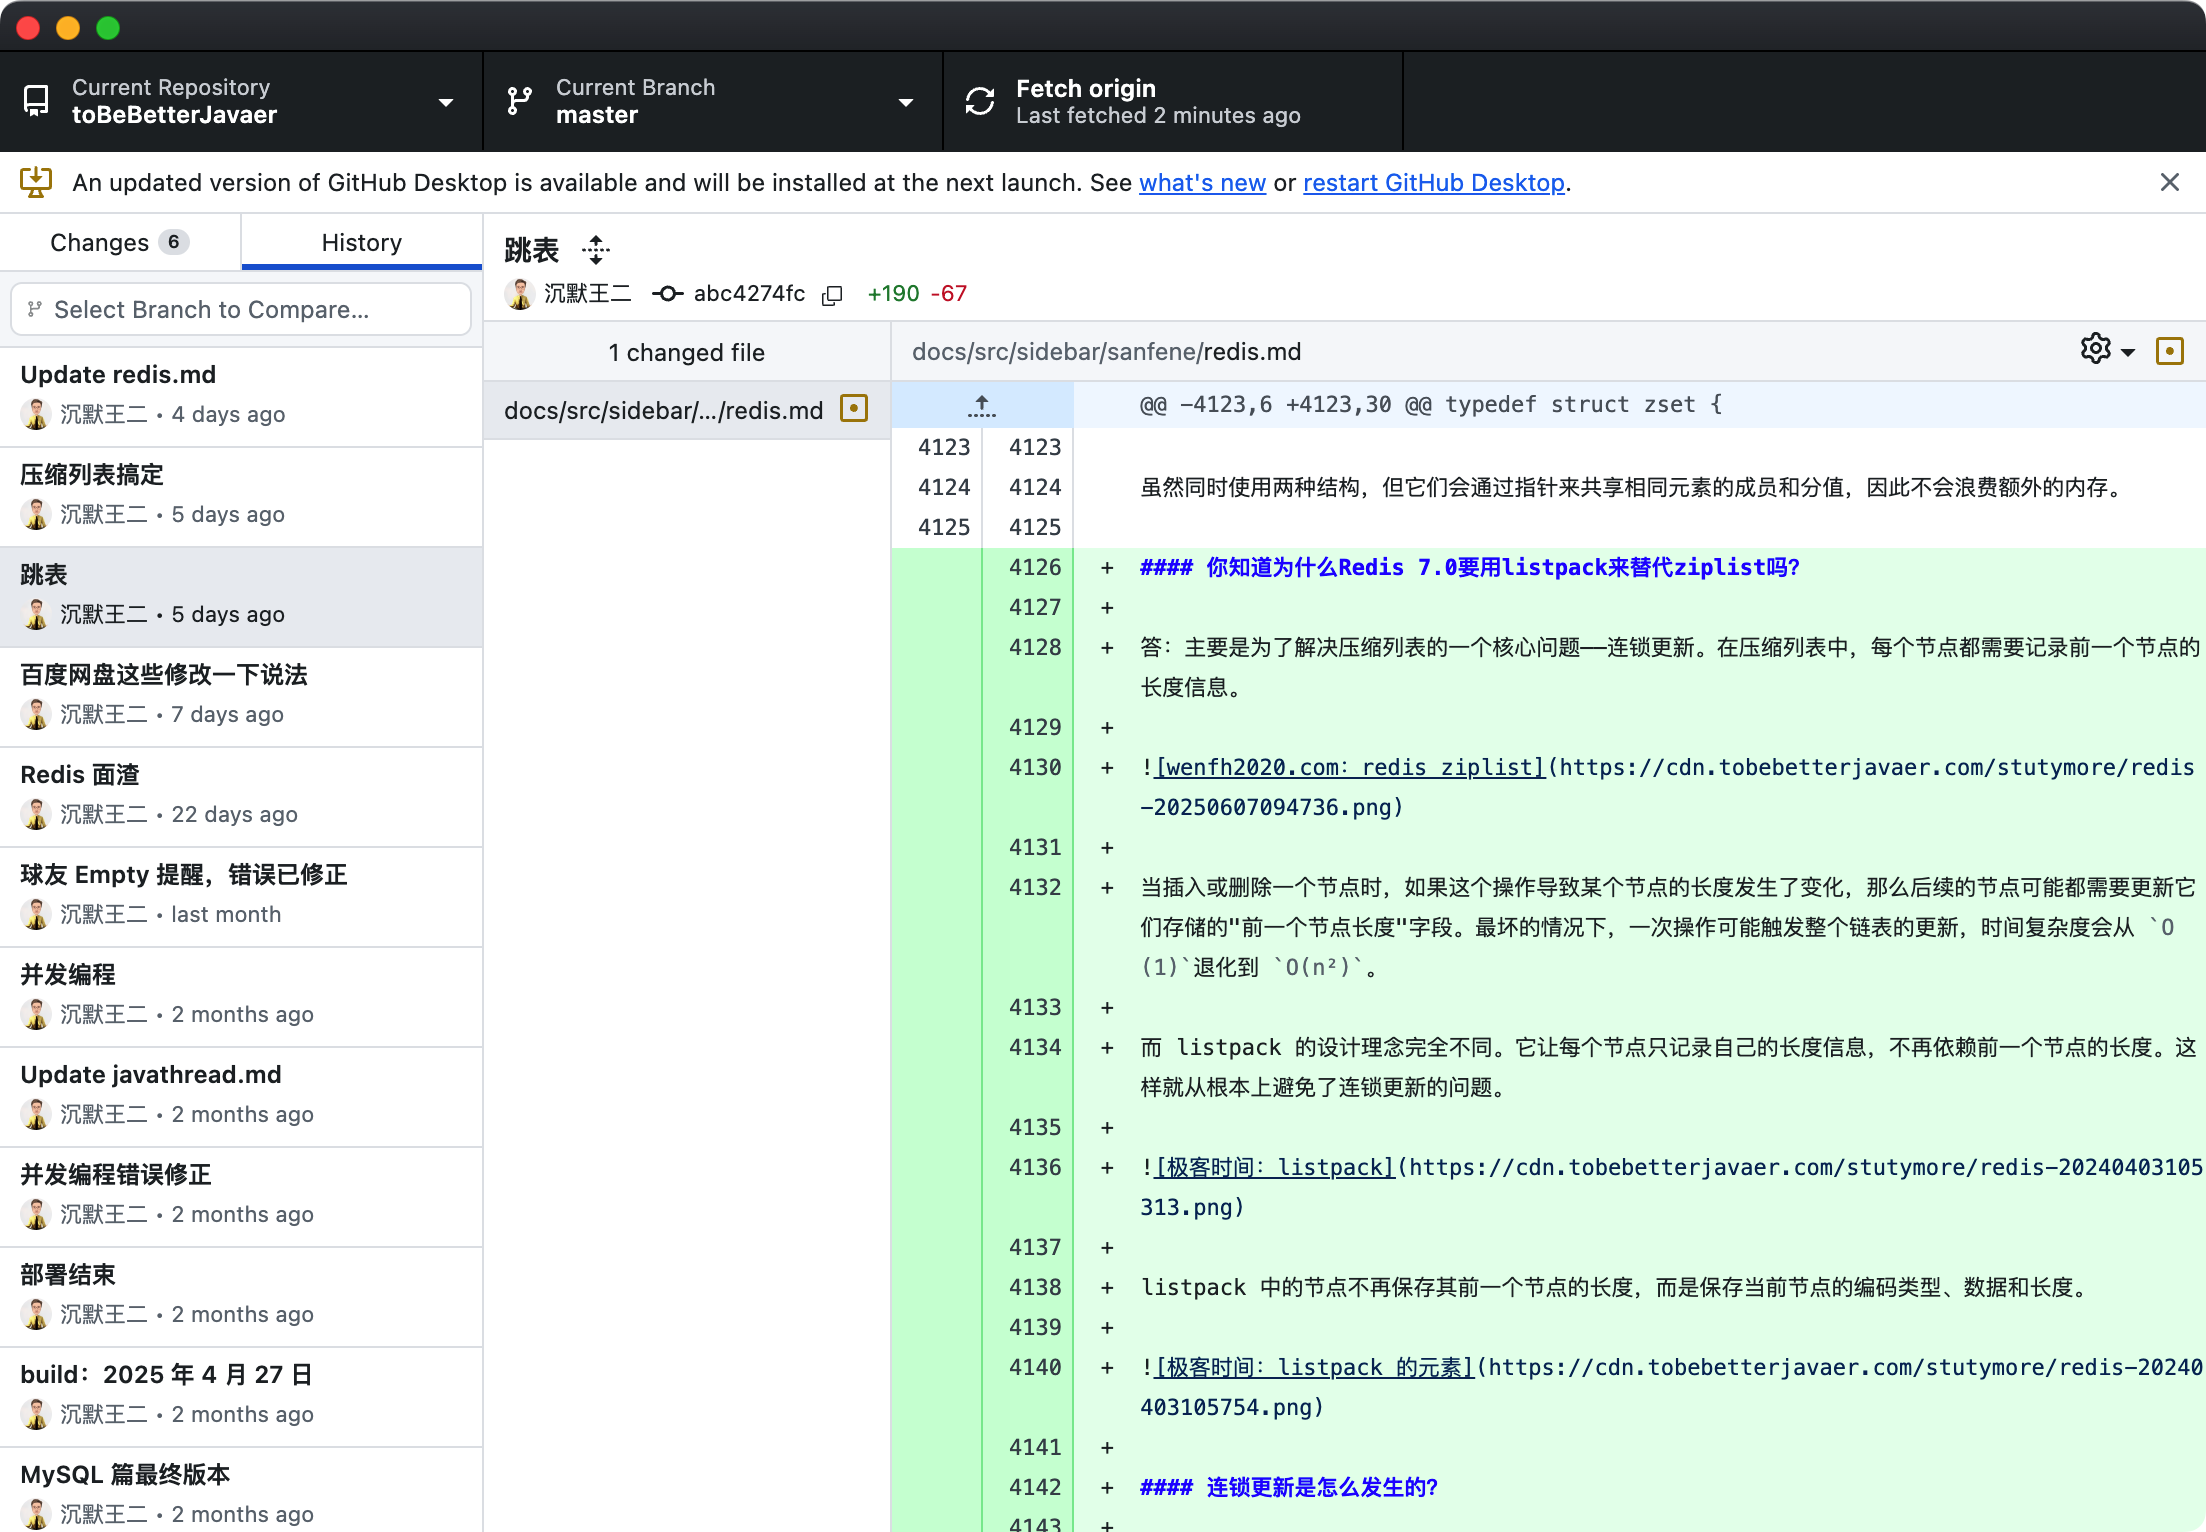 Current Repository
toBeBetterJavaer
Current Branch
master
Fetch origin
Last fetched 2 minutes ago
An updated version of GitHub Desktop is available and will be installed at the next launch. See what's new or restart GitHub Desktop.
Changes 6
History
Select Branch to Compare...
Update redis.md
沉默王二 • 4 days ago
压缩列表搞定
沉默王二 • 5 days ago
跳表
沉默王二 • 5 days ago
百度网盘这些修改一下说法
沉默王二 • 7 days ago
Redis 面渣
沉默王二 • 22 days ago
球友 Empty 提醒，错误已修正
沉默王二 • last month
并发编程
沉默王二 • 2 months ago
Update javathread.md
沉默王二 • 2 months ago
并发编程错误修正
沉默王二 • 2 months ago
部署结束
沉默王二 • 2 months ago
build：2025 年 4 月 27 日
沉默王二 • 2 months ago
MySQL 篇最终版本
沉默王二 • 2 months ago
跳表
沉默王二 abc4274fc +190 -67
1 changed file
docs/src/sidebar/.../redis.md
docs/src/sidebar/sanfene/redis.md
@@ -4123,6 +4123,30 @@ typedef struct zset {
4123 4123
4124 4124 虽然同时使用两种结构，但它们会通过指针来共享相同元素的成员和分值，因此不会浪费额外的内存。
4125 4125
4126 + #### 你知道为什么Redis 7.0要用listpack来替代ziplist吗？
4127 +
4128 + 答：主要是为了解决压缩列表的一个核心问题——连锁更新。在压缩列表中，每个节点都需要记录前一个节点的
长度信息。
4129 +
4130 + ![wenfh2020.com：redis ziplist](https://cdn.tobebetterjavaer.com/stutymore/redis
-20250607094736.png)
4131 +
4132 + 当插入或删除一个节点时，如果这个操作导致某个节点的长度发生了变化，那么后续的节点可能都需要更新它
们存储的"前一个节点长度"字段。最坏的情况下，一次操作可能触发整个链表的更新，时间复杂度会从 `O
(1)`退化到 `O(n²)`。
4133 +
4134 + 而 listpack 的设计理念完全不同。它让每个节点只记录自己的长度信息，不再依赖前一个节点的长度。这
样就从根本上避免了连锁更新的问题。
4135 +
4136 + ![极客时间：listpack](https://cdn.tobebetterjavaer.com/stutymore/redis-20240403105
313.png)
4137 +
4138 + listpack 中的节点不再保存其前一个节点的长度，而是保存当前节点的编码类型、数据和长度。
4139 +
4140 + ![极客时间：listpack 的元素](https://cdn.tobebetterjavaer.com/stutymore/redis-20240
403105754.png)
4141 +
4142 + #### 连锁更新是怎么发生的？
4143 +